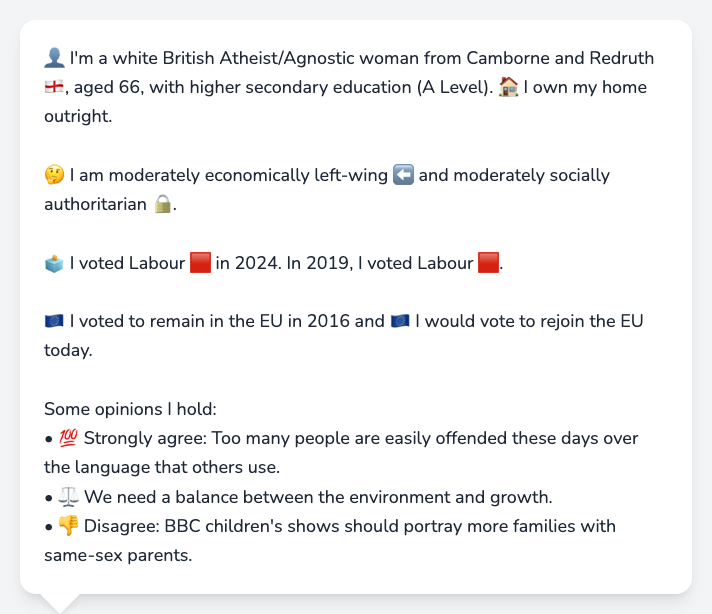 👤 I'm a white British Atheist/Agnostic woman from Camborne and Redruth
🏴󠁧󠁢󠁥󠁮󠁧󠁿, aged 66, with higher secondary education (A Level). 🏠 I own my home
outright.
🤔 I am moderately economically left-wing ⬅️ and moderately socially
authoritarian 🔒.
🗳️ I voted Labour 🟥 in 2024. In 2019, I voted Labour 🟥.
🇪🇺 I voted to remain in the EU in 2016 and 🇪🇺 I would vote to rejoin the EU
today.
Some opinions I hold:
• 💯 Strongly agree: Too many people are easily offended these days over
the language that others use.
• ⚖️ We need a balance between the environment and growth.
• 👎 Disagree: BBC children's shows should portray more families with
same-sex parents.